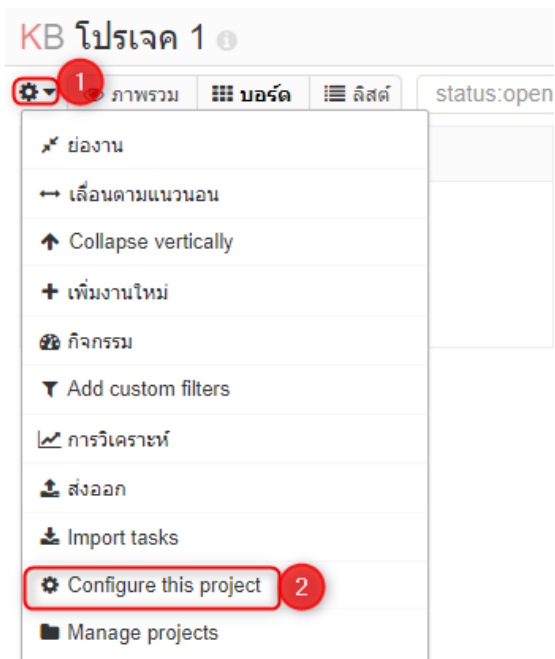 KB โปรเจค 1
1
ภาพรวม บอร์ด ลิสต์ status:open
ย่องาน
เลื่อนตามแนวนอน
Collapse vertically
เพิ่มงานใหม่
กิจกรรม
Add custom filters
การวิเคราะห์
ส่งออก
Import tasks
Configure this project 2
Manage projects